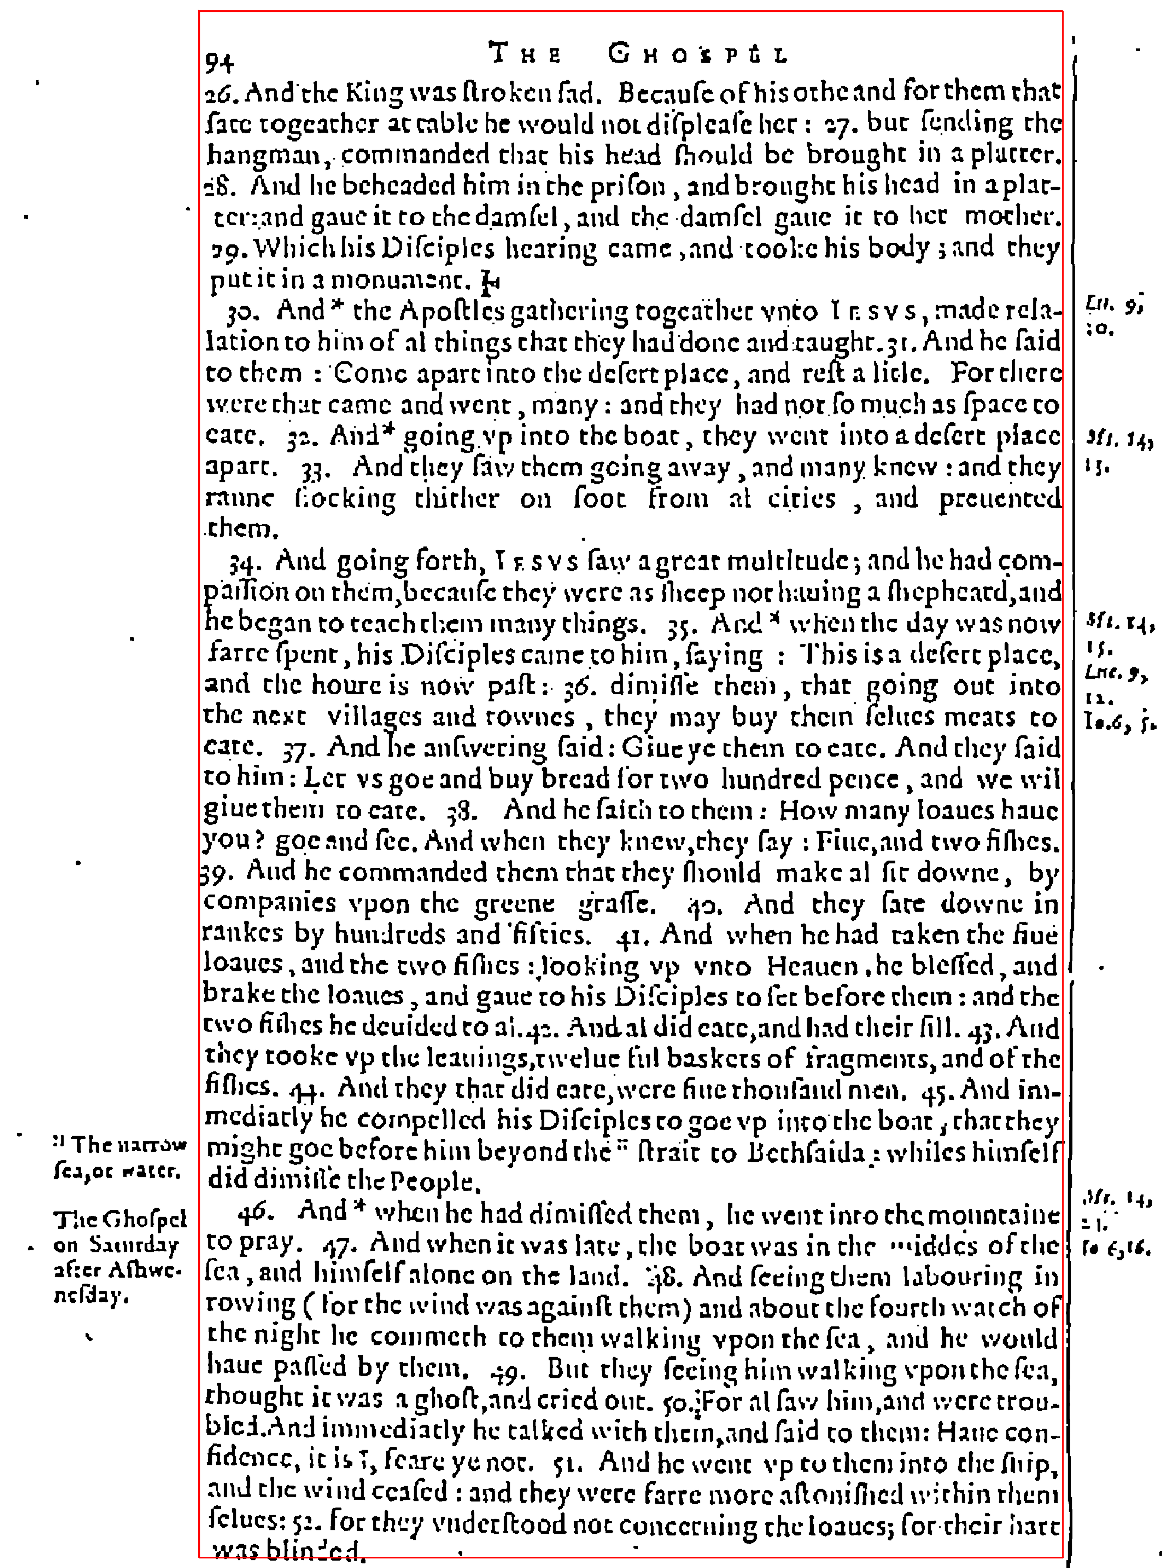 94 THE GHOSPEL
26. And the King was ſtroken ſad. Becauſe of his othe and for them that
ſate togeather at table he would not diſpleaſe her: 27. but ſending the
hangman, commanded that his head ſhould be brought in a platter.
28. And he beheaded him in the priſon, and brought his head in a plat-
ter: and gaue it to the damſel, and the damſel gaue it to her mother.
29. Which his Diſciples hearing came, and tooke his body; and they
put it in a monument.
30. And * the Apoſtles gathering togeather vnto IESVS, made rela-
lation to him of al things that they had done and taught. 31. And he ſaid
to them: Come apart into the deſert place, and reſt a litle. For there
were that came and went, many: and they had not ſo much as ſpace to
eate. 32. And * going vp into the boat, they went into a deſert place
apart. 33. And they ſaw them going away, and many knew: and they
ranne flocking thither on foot from al cities, and preuented
them.
34. And going forth, IESVS ſaw a great multitude; and he had com-
paſſion on them, becauſe they were as ſheep not hauing a ſhepheard, and
he began to teach them many things. 35. And * when the day was now
farre ſpent, his Diſciples came to him, ſaying: This is a deſert place,
and the houre is now paſt: 36. dimiſſe them, that going out into
the next villages and townes, they may buy them ſelues meats to
eate. 37. And he anſwering ſaid: Giue ye them to eate. And they ſaid
to him: Let vs goe and buy bread for two hundred pence, and we wil
giue them to eate. 38. And he ſaith to them: How many loaues haue
you? goe and ſee. And when they knew, they ſay: Fiue, and two fiſhes.
39. And he commanded them that they ſhould make al ſit downe, by
companies vpon the greene graſſe. 40. And they ſate downe in
rankes by hundreds and fifties. 41. And when he had taken the fiue
loaues, and the two fiſhes: looking vp vnto Heauen, he bleſſed, and
brake the loaues, and gaue to his Diſciples to ſet before them: and the
two fiſhes he deuided to al. 42. And al did eate, and had their fill. 43. And
they tooke vp the leauings, twelue ful baskets of fragments, and of the
fiſhes. 44. And they that did eate, were fiue thouſand men. 45. And im-
mediatly he compelled his Diſciples to goe vp into the boat, that they
might goe before him beyond the " ſtrait to Bethſaida: whiles himſelf
did dimiſſe the People.
46. And * when he had dimiſſed them, he went into the mountaine
to pray. 47. And when it was late, the boat was in the middes of the
ſea, and himſelf alone on the land. 48. And ſeeing them labouring in
rowing (for the wind was againſt them) and about the fourth watch of
the night he commeth to them walking vpon the ſea, and he would
haue paſſed by them. 49. But they ſeeing him walking vpon the ſea,
thought it was a ghoſt, and cried out. 50. For al ſaw him, and were trou-
bled. And immediatly he talked with them, and ſaid to them: Haue con-
fidence, it is I, feare ye not. 51. And he went vp to them into the ſhip,
and the wind ceaſed: and they were farre more aſtoniſhed within them
ſelues: 52. for they vnderſtood not concerning the loaues; for their hart
was blinded.
" The narrow
ſea, or water.
The Ghoſpel
on Saturday
after Aſhwe-
neſday.
Lu. 9,
10.
Mt. 14,
13.
Mt. 14,
15.
Luc. 9,
12.
Io. 6, 5.
Mt. 14,
23.
Io 6, 16.